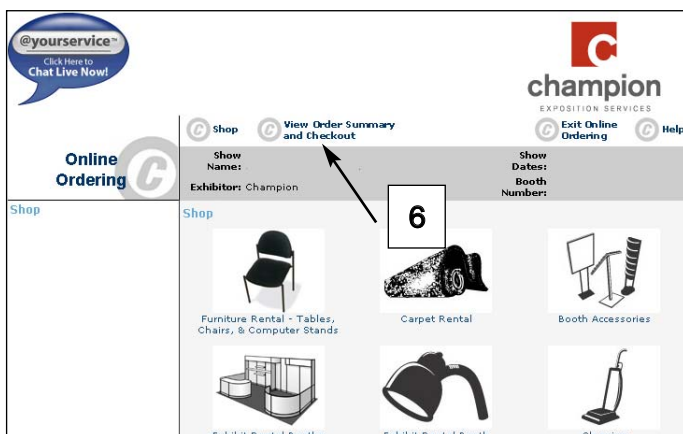 @yourservice™
Click Here to
Chat Live Now!
champion
EXPOSITION SERVICES
Shop
View Order Summary
and Checkout
Exit Online
Ordering
Help
Online
Ordering
Show
Name:
Show
Dates:
Exhibitor: Champion
Booth
Number:
6
Shop
Shop
Furniture Rental - Tables,
Chairs, & Computer Stands
Carpet Rental
Booth Accessories